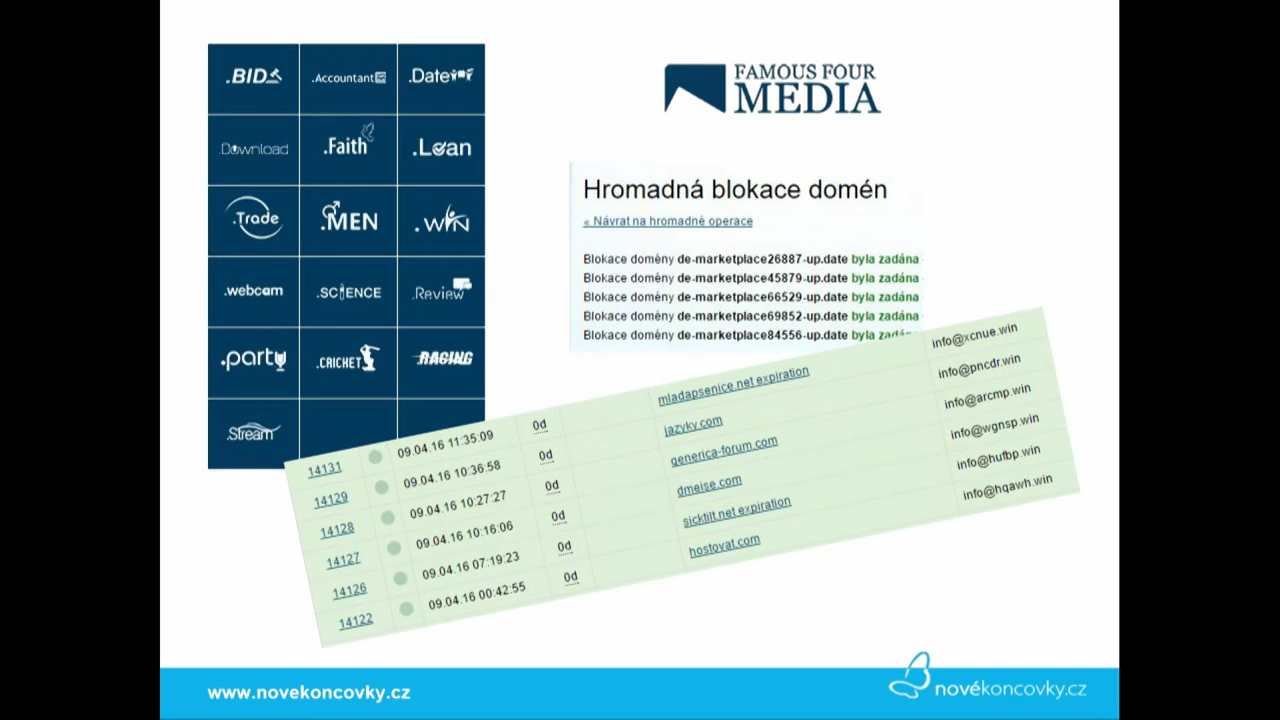 .BID
.Accountant
.Date
.Download
.Faith
.Loan
.Trade
.MEN
.WIN
.webcam
.SCIENCE
.Review
.party
.CRICKET
RACING
.Stream
FAMOUS FOUR
MEDIA
Hromadná blokace domén
« Návrat na hromadné operace
Blokace domény de-marketplace26887-up.date byla zadána
Blokace domény de-marketplace45879-up.date byla zadána
Blokace domény de-marketplace66529-up.date byla zadána
Blokace domény de-marketplace69852-up.date byla zadána
Blokace domény de-marketplace84556-up.date byla zadána
14131 09.04.16 11:35:09 0d mladapsenice.net expiration info@xcnue.win
14129 09.04.16 10:36:58 0d jazyky.com info@pncdr.win
14128 09.04.16 10:27:27 0d generica-forum.com info@arcmp.win
14127 09.04.16 10:16:06 0d dmeise.com info@wgnsp.win
14126 09.04.16 07:19:23 0d sicktilt.net expiration info@hufbp.win
14122 09.04.16 00:42:55 0d hostovat.com info@hqawh.win
www.novekoncovky.cz
novékoncovky.cz